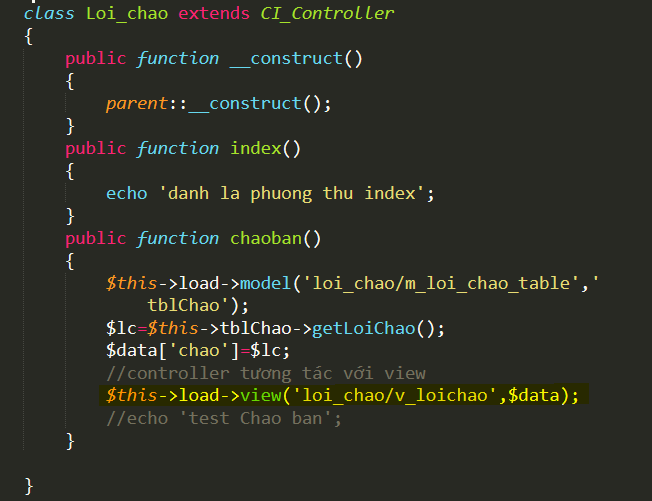 class Loi_chao extends CI_Controller
{
    public function __construct()
    {
        parent::__construct();
    }
    public function index()
    {
        echo 'danh la phuong thu index';
    }
    public function chaoban()
    {
        $this->load->model('loi_chao/m_loi_chao_table','
            tblChao');
        $lc=$this->tblChao->getLoiChao();
        $data['chao']=$lc;
        //controller tương tác với view
        $this->load->view('loi_chao/v_loichao',$data);
        //echo 'test Chao ban';
    }
}